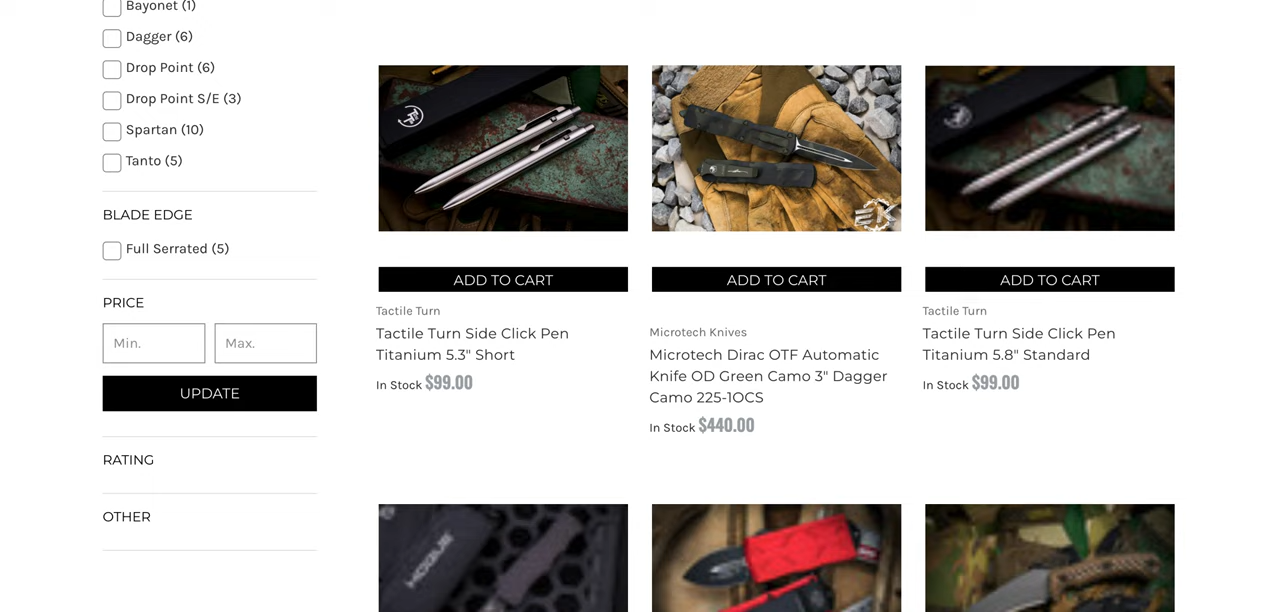 Bayonet (1)
Dagger (6)
Drop Point (6)
Drop Point S/E (3)
Spartan (10)
Tanto (5)
BLADE EDGE
Full Serrated (5)
PRICE
Min.
Max.
UPDATE
RATING
OTHER
ADD TO CART
Tactile Turn
Tactile Turn Side Click Pen
Titanium 5.3" Short
In Stock $99.00
EK
ADD TO CART
Microtech Knives
Microtech Dirac OTF Automatic
Knife OD Green Camo 3" Dagger
Camo 225-1OCS
In Stock $440.00
ADD TO CART
Tactile Turn
Tactile Turn Side Click Pen
Titanium 5.8" Standard
In Stock $99.00
HOGUE